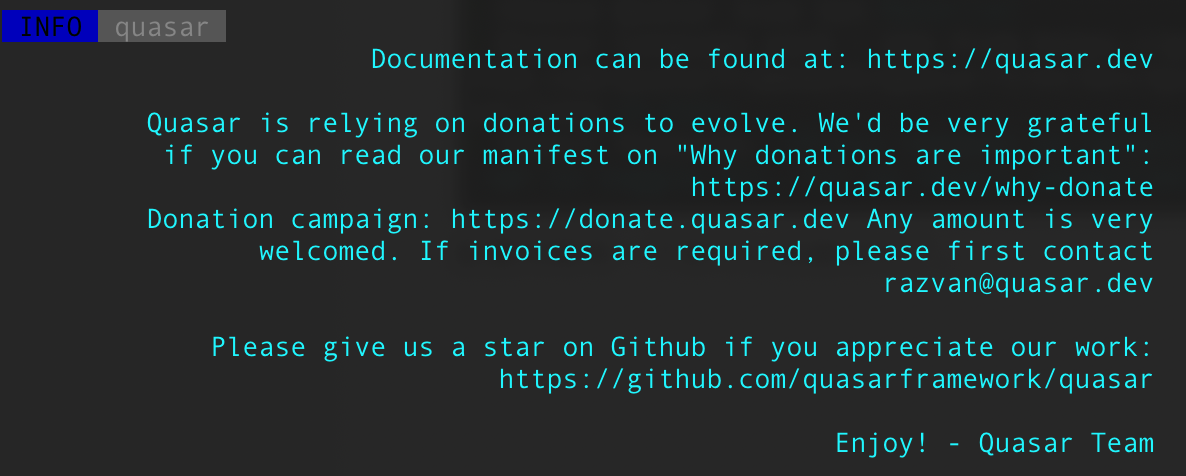 INFO quasar
Documentation can be found at: https://quasar.dev
Quasar is relying on donations to evolve. We'd be very grateful
if you can read our manifest on "Why donations are important":
https://quasar.dev/why-donate
Donation campaign: https://donate.quasar.dev Any amount is very
welcomed. If invoices are required, please first contact
razvan@quasar.dev
Please give us a star on Github if you appreciate our work:
https://github.com/quasarframework/quasar
Enjoy! - Quasar Team